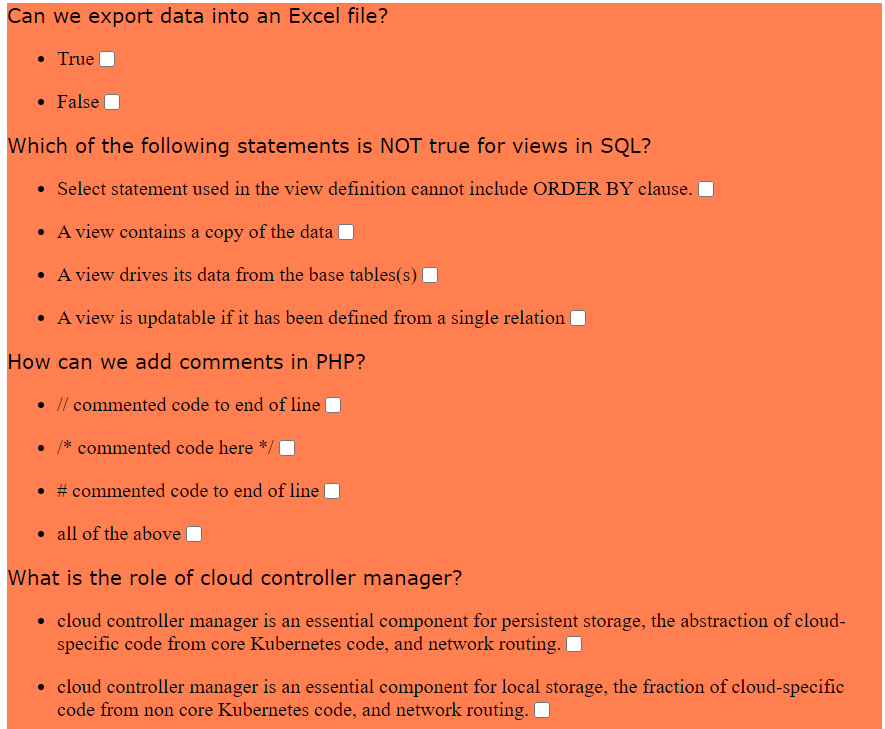 Can we export data into an Excel file?
• True
• False
Which of the following statements is NOT true for views in SQL?
• Select statement used in the view definition cannot include ORDER BY clause.
• A view contains a copy of the data
• A view drives its data from the base tables(s)
• A view is updatable if it has been defined from a single relation
How can we add comments in PHP?
• // commented code to end of line
• /* commented code here */
• # commented code to end of line
• all of the above
What is the role of cloud controller manager?
• cloud controller manager is an essential component for persistent storage, the abstraction of cloud-
specific code from core Kubernetes code, and network routing.
• cloud controller manager is an essential component for local storage, the fraction of cloud-specific
code from non core Kubernetes code, and network routing.